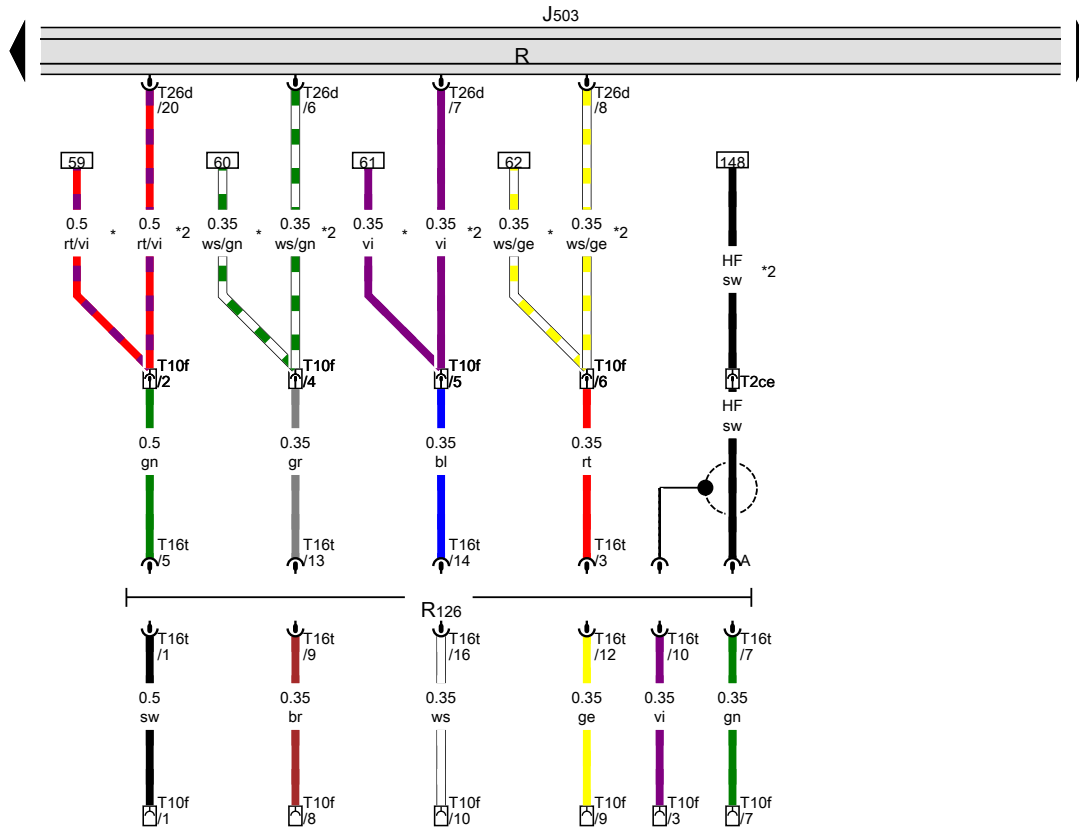 J503
R
T26d
/20
T26d
/6
T26d
/7
T26d
/8
59
60
61
62
148
0.5
rt/vi
*
0.5
rt/vi
*2
0.35
ws/gn
*
0.35
ws/gn
*2
0.35
vi
*
0.35
vi
*2
0.35
ws/ge
*
0.35
ws/ge
*2
HF
sw
*2
T10f
/2
T10f
/4
T10f
/5
T10f
/6
T2ce
0.5
gn
0.35
gr
0.35
bl
0.35
rt
HF
sw
T16t
/5
T16t
/13
T16t
/14
T16t
/3
A
R126
T16t
/1
T16t
/9
T16t
/16
T16t
/12
T16t
/10
T16t
/7
0.5
sw
0.35
br
0.35
ws
0.35
ge
0.35
vi
0.35
gn
T10f
/1
T10f
/8
T10f
/10
T10f
/9
T10f
/3
T10f
/7